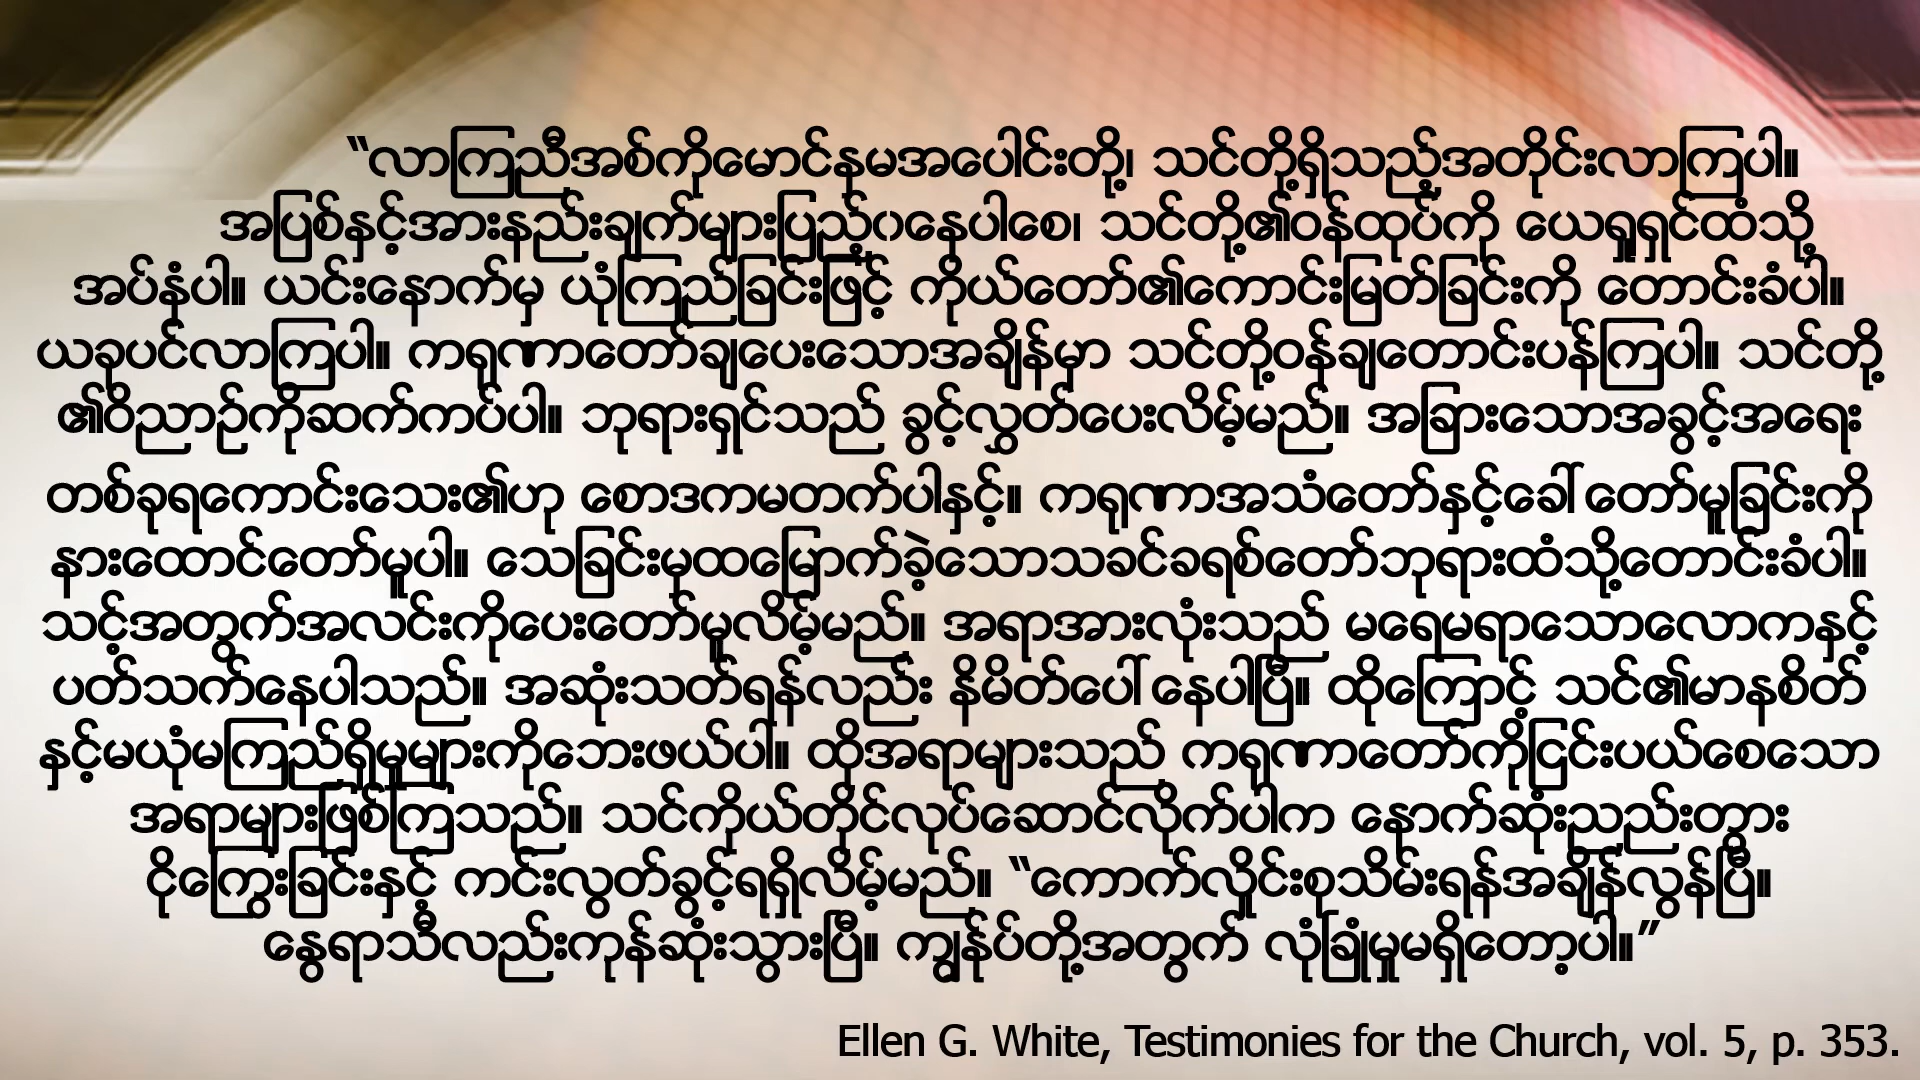 “လာကြညီအစ်ကိုမောင်နှမအပေါင်းတို့၊ သင်တို့ရှိသည့်အတိုင်းလာကြပါ။
အပြစ်နှင့်အားနည်းချက်များပြည့်ဂနေပါစေ၊ သင်တို့၏ဝန်ထုပ်ကို ယေရှုရှင်ထံသို့
အပ်နှံပါ။ ယင်းနောက်မှ ယုံကြည်ခြင်းဖြင့် ကိုယ်တော်၏ကောင်းမြတ်ခြင်းကို တောင်းခံပါ။
ယခုပင်လာကြပါ။ ကရုဏာတော်ချပေးသောအချိန်မှာ သင်တို့ဝန်ချတောင်းပန်ကြပါ။ သင်တို့
၏ဝိညာဉ်ကိုဆက်ကပ်ပါ။ ဘုရားရှင်သည် ခွင့်လွှတ်ပေးလိမ့်မည်။ အခြားသောအခွင့်အရေး
တစ်ခုရကောင်းသေး၏ဟု စောဒကမတက်ပါနှင့်။ ကရုဏာအသံတော်နှင့်ခေါ်တော်မူခြင်းကို
နားထောင်တော်မူပါ။ သေခြင်းမှထမြောက်ခဲ့သောသခင်ခရစ်တော်ဘုရားထံသို့တောင်းခံပါ။
သင့်အတွက်အလင်းကိုပေးတော်မူလိမ့်မည်။ အရာအားလုံးသည် မရေမရာသောလောကနှင့်
ပတ်သက်နေပါသည်။ အဆုံးသတ်ရန်လည်း နိမိတ်ပေါ်နေပါပြီ။ ထိုကြောင့် သင်၏မာနစိတ်
နှင့်မယုံမကြည်ရှိမှုများကိုဘေးဖယ်ပါ။ ထိုအရာများသည် ကရုဏာတော်ကိုငြင်းပယ်စေသော
အရာများဖြစ်ကြသည်။ သင်ကိုယ်တိုင်လုပ်ဆောင်လိုက်ပါက နောက်ဆုံး၌ညည်းတွား
ငိုကြွေးခြင်းနှင့် ကင်းလွတ်ခွင့်ရရှိလိမ့်မည်။ “ကောက်လှိုင်းစုသိမ်းရန်အချိန်လွန်ပြီ။
နွေရာသီလည်းကုန်ဆုံးသွားပြီ။ ကျွန်ုပ်တို့အတွက် လုံခြုံမှုမရှိတော့ပါ။”
Ellen G. White, Testimonies for the Church, vol. 5, p. 353.